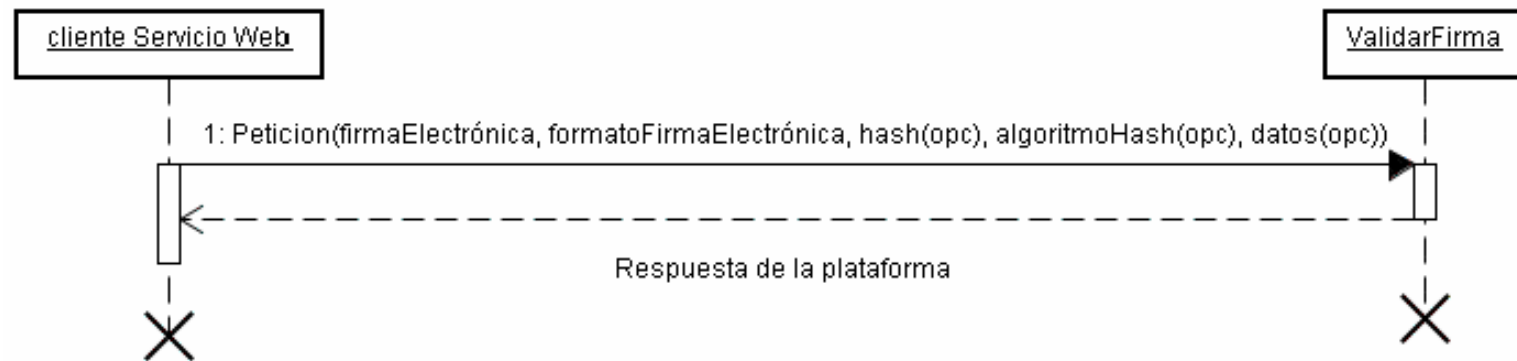 cliente Servicio Web
ValidarFirma
1: Peticion(firmaElectrónica, formatoFirmaElectrónica, hash(opc), algoritmoHash(opc), datos(opc))
Respuesta de la plataforma